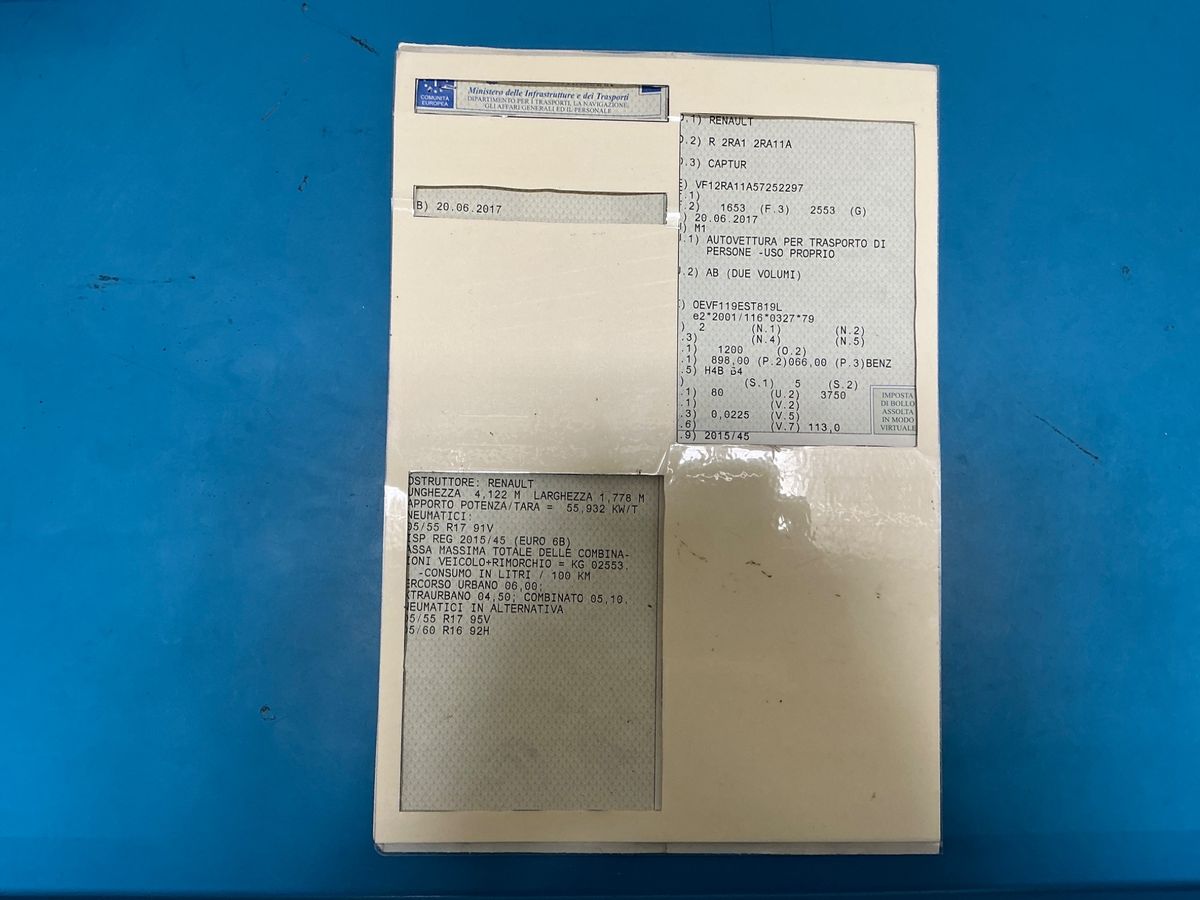 COMUNITÀ
EUROPEA
Ministero delle Infrastrutture e dei Trasporti
DIPARTIMENTO PER I TRASPORTI, LA NAVIGAZIONE,
GLI AFFARI GENERALI ED IL PERSONALE
B) 20.06.2017
.1) RENAULT
.2) R 2RA1 2RA11A
.3) CAPTUR
) VF12RA11A57252297
.1)
.2) 1653 (F.3) 2553 (G)
) 20.06.2017
) M1
.1) AUTOVETTURA PER TRASPORTO DI
PERSONE -USO PROPRIO
.2) AB (DUE VOLUMI)
) OEVF119EST819L
e2*2001/116*0327*79
) 2 (N.1) (N.2)
.3) (N.4) (N.5)
.1) 1200 (O.2)
.1) 898,00 (P.2)066,00 (P.3)BENZ
.5) H4B B4
) (S.1) 5 (S.2)
.1) 80 (U.2) 3750
.1) (V.2)
.3) 0,0225 (V.5)
.6) (V.7) 113,0
.9) 2015/45
IMPOSTA
DI BOLLO
ASSOLTA
IN MODO
VIRTUALE
OSTRUTTORE: RENAULT
UNGHEZZA 4,122 M LARGHEZZA 1,778 M
APPORTO POTENZA/TARA = 55,932 KW/T
NEUMATICI:
05/55 R17 91V
ISP REG 2015/45 (EURO 6B)
ASSA MASSIMA TOTALE DELLE COMBINA-
IONI VEICOLO+RIMORCHIO = KG 02553.
-CONSUMO IN LITRI / 100 KM
ERCORSO URBANO 06,00;
XTRAURBANO 04,50; COMBINATO 05,10.
NEUMATICI IN ALTERNATIVA
05/55 R17 95V
05/60 R16 92H